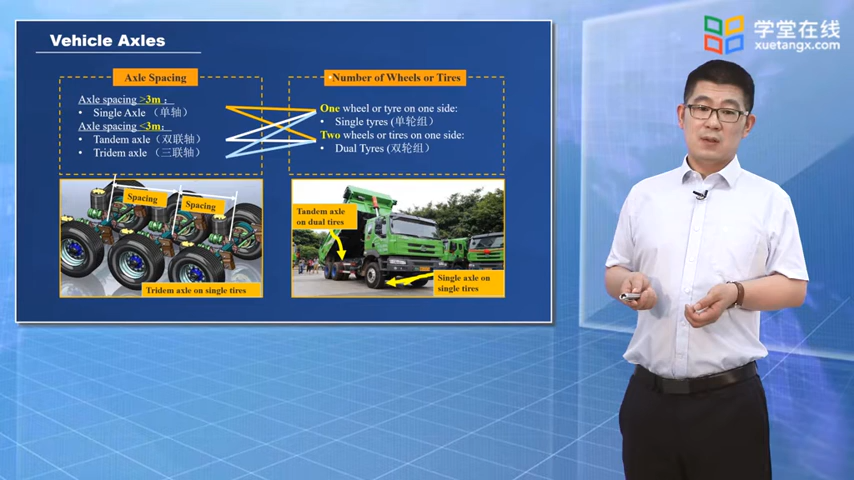 Vehicle Axles
Axle Spacing
Axle spacing >3m：
• Single Axle （单轴）
Axle spacing <3m：
• Tandem axle（双联轴）
• Tridem axle （三联轴）
Number of Wheels or Tires
One wheel or tyre on one side:
• Single tyres (单轮组)
Two wheels or tires on one side:
• Dual Tyres (双轮组）
Spacing
Spacing
Tridem axle on single tires
Tandem axle
on dual tires
Single axle on
single tires
学堂在线
xuetangx.com